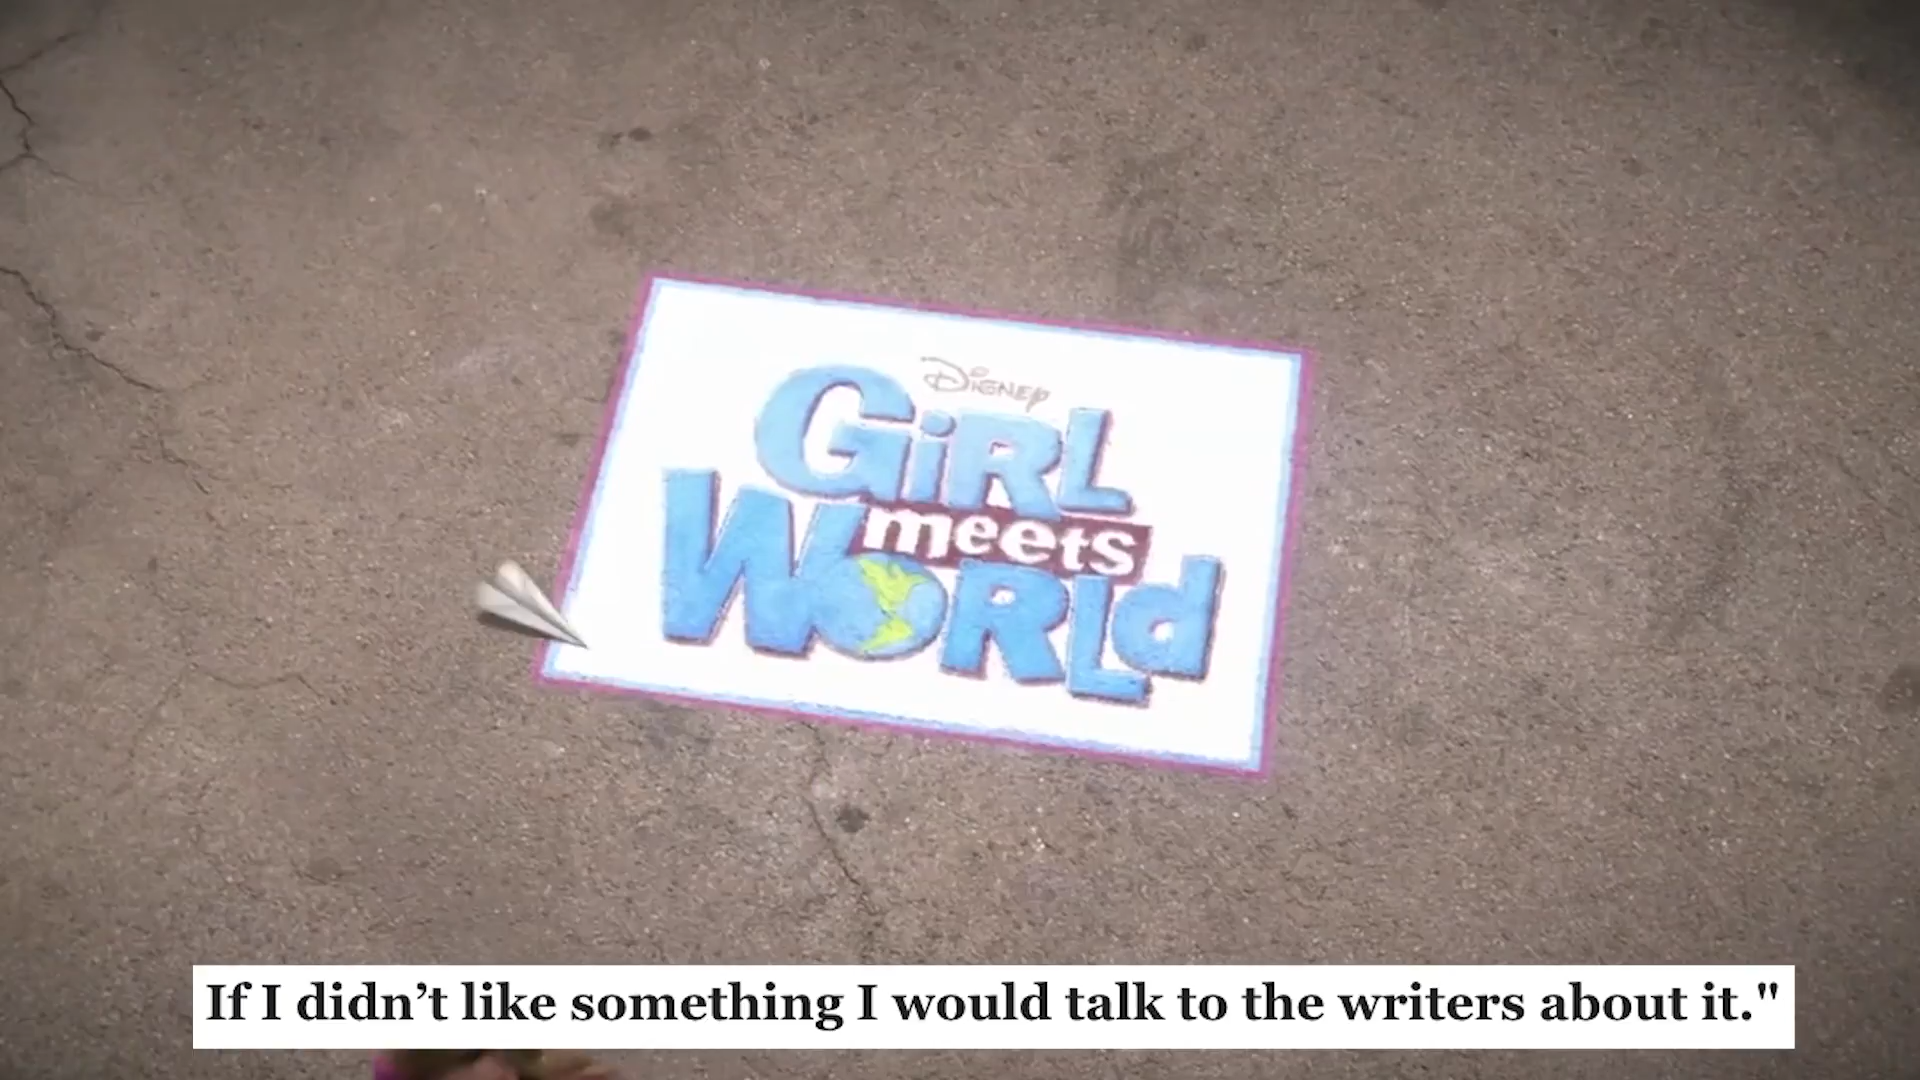 Disney
GiRL
meets
WORLd
If I didn’t like something I would talk to the writers about it."